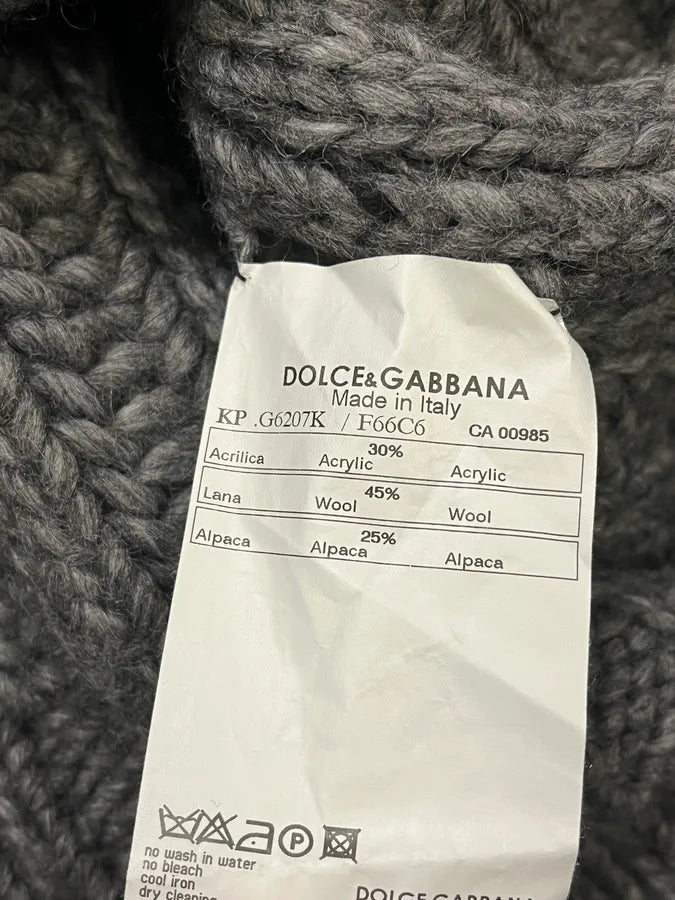 DOLCE&GABBANA
Made in Italy
KP .G6207K / F66C6 CA 00985
30%
Acrilica Acrylic Acrylic
45%
Lana Wool Wool
25%
Alpaca Alpaca Alpaca
P
no wash in water
no bleach
cool iron
dry cleaning
DOLCE GABBANA